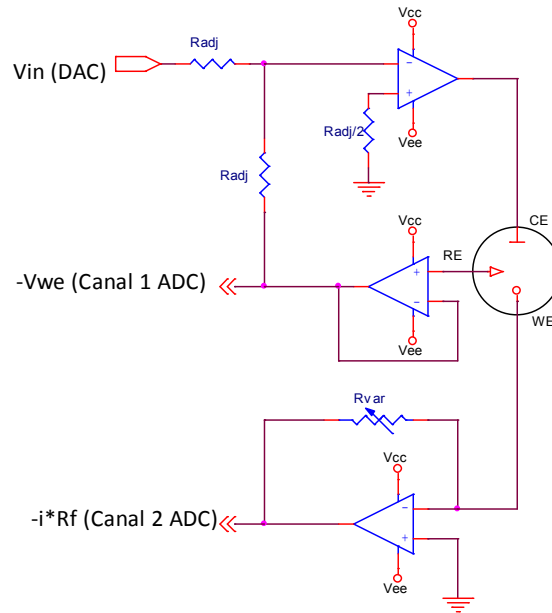 Vcc
Radj
Vin (DAC)
Radj/2
Vee
Radj
CE
Vcc
RE
-Vwe (Canal 1 ADC)
WE
Vee
Rvar
Vcc
-i*Rf (Canal 2 ADC)
Vee